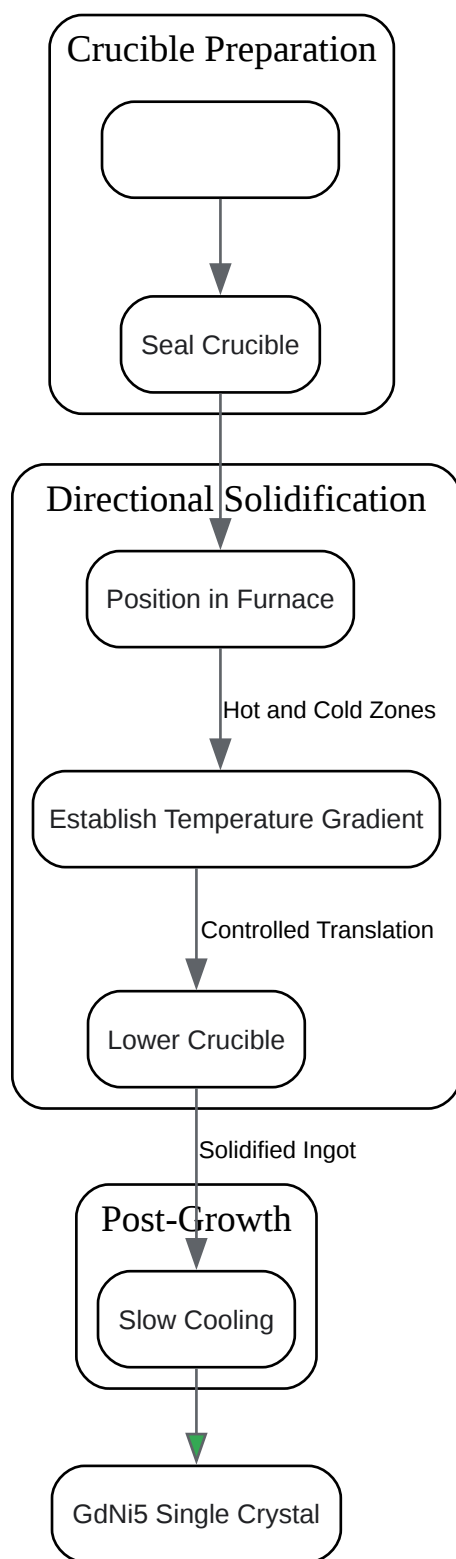 Crucible Preparation
Seal Crucible
Directional Solidification
Position in Furnace
Hot and Cold Zones
Establish Temperature Gradient
Controlled Translation
Lower Crucible
Solidified Ingot
Post-Growth
Slow Cooling
GdNi5 Single Crystal